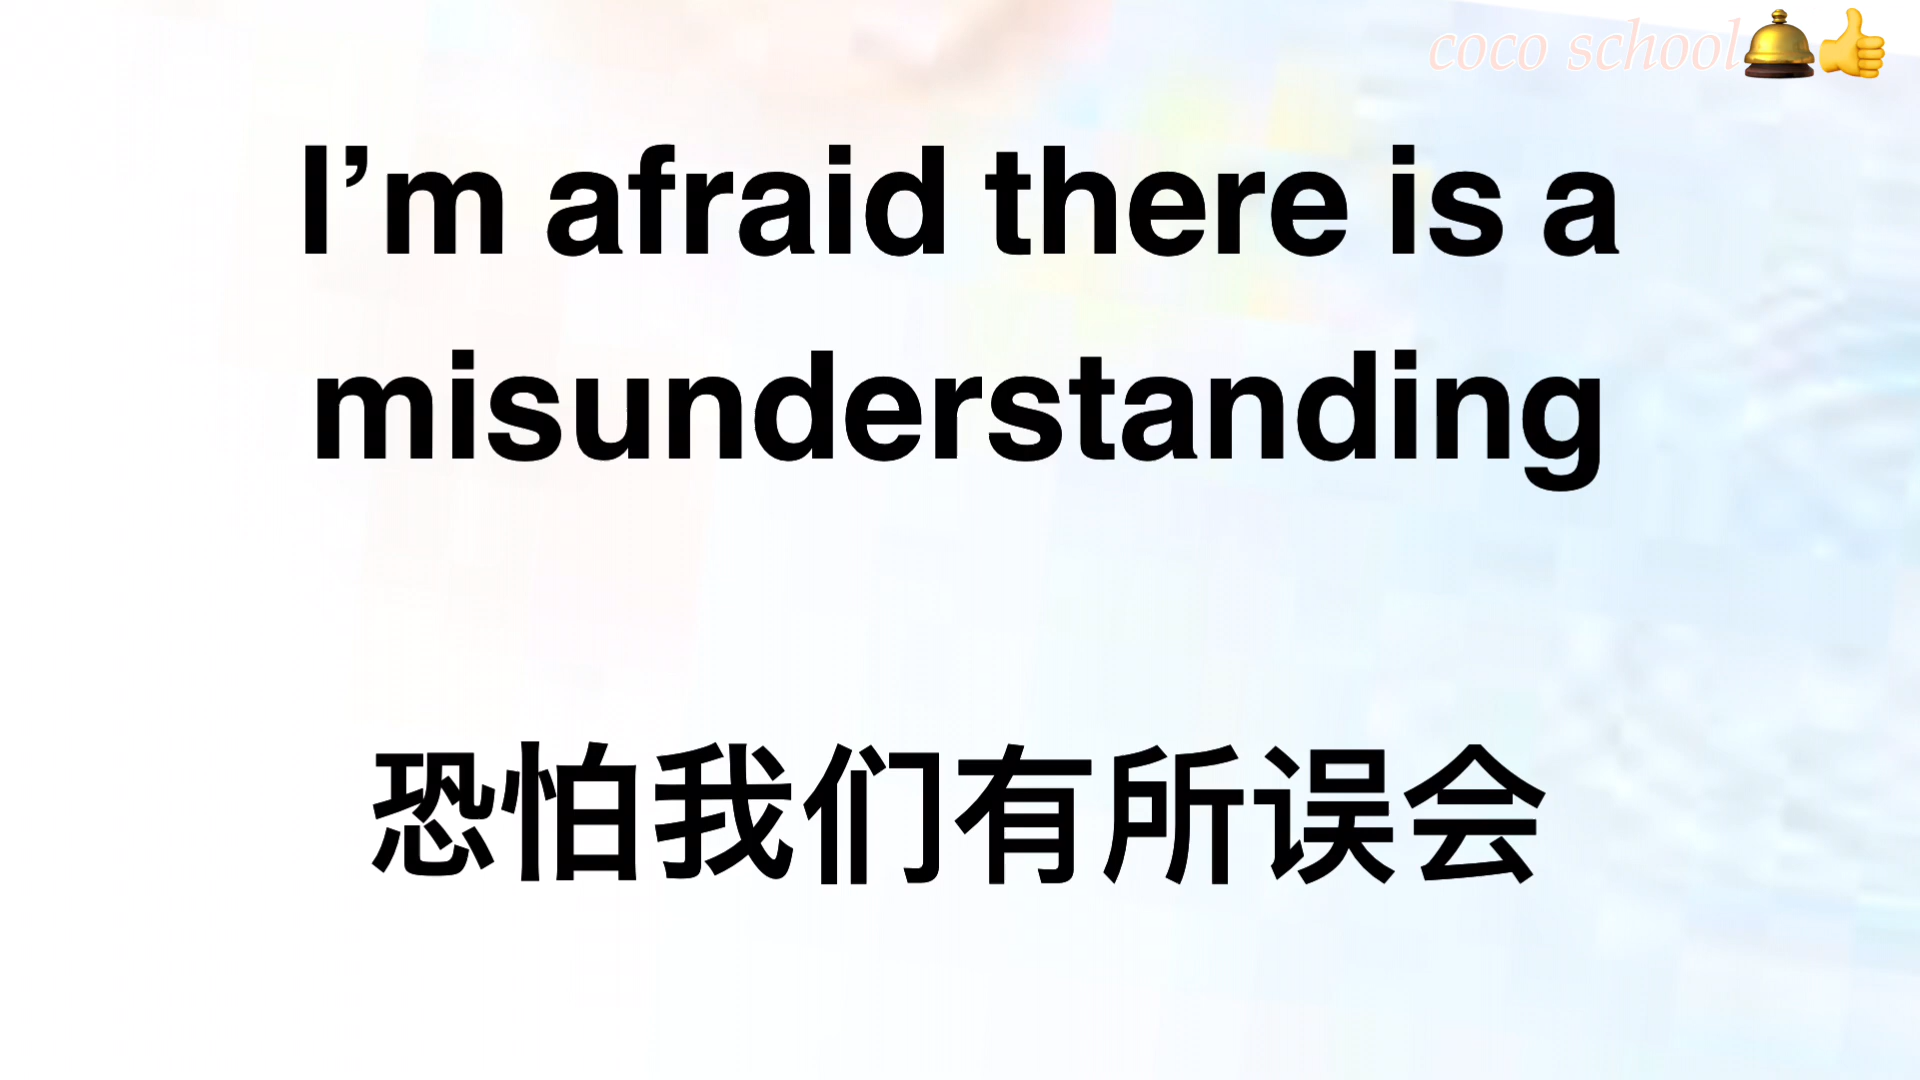 coco school
I’m afraid there is a
misunderstanding
恐怕我们有所误会